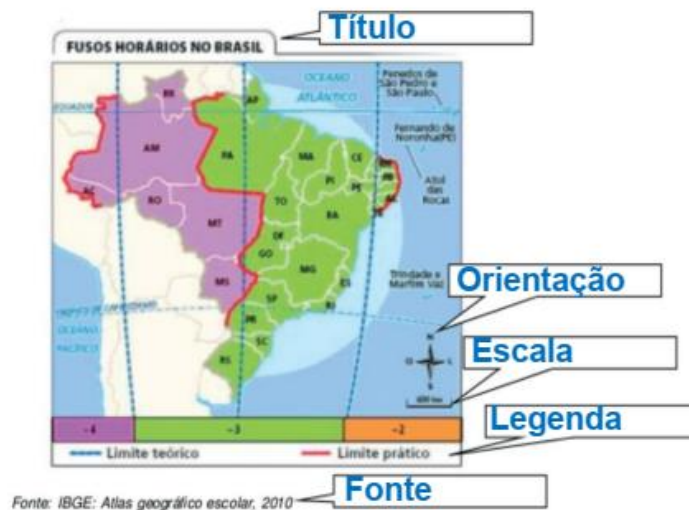 Título
FUSOS HORÁRIOS NO BRASIL
OCEANO
ATLÂNTICO
Penedos de
São Pedro e
São Paulo
EQUADOR
RR
AP
Fernando de
Noronha(PE)
AM
PA
MA
CE
Atol
das
Rocas
PI
PE
PB
AC
RO
TO
MT
BA
DF
GO
MG
Trindade e
Martim Vaz
Orientação
MS
ES
SP
RJ
OCEANO
PACÍFICO
PR
SC
RS
N
O
L
S
Escala
-4
-3
-2
Legenda
Limite teórico
Limite prático
Fonte
Fonte: IBGE: Atlas geográfico escolar, 2010